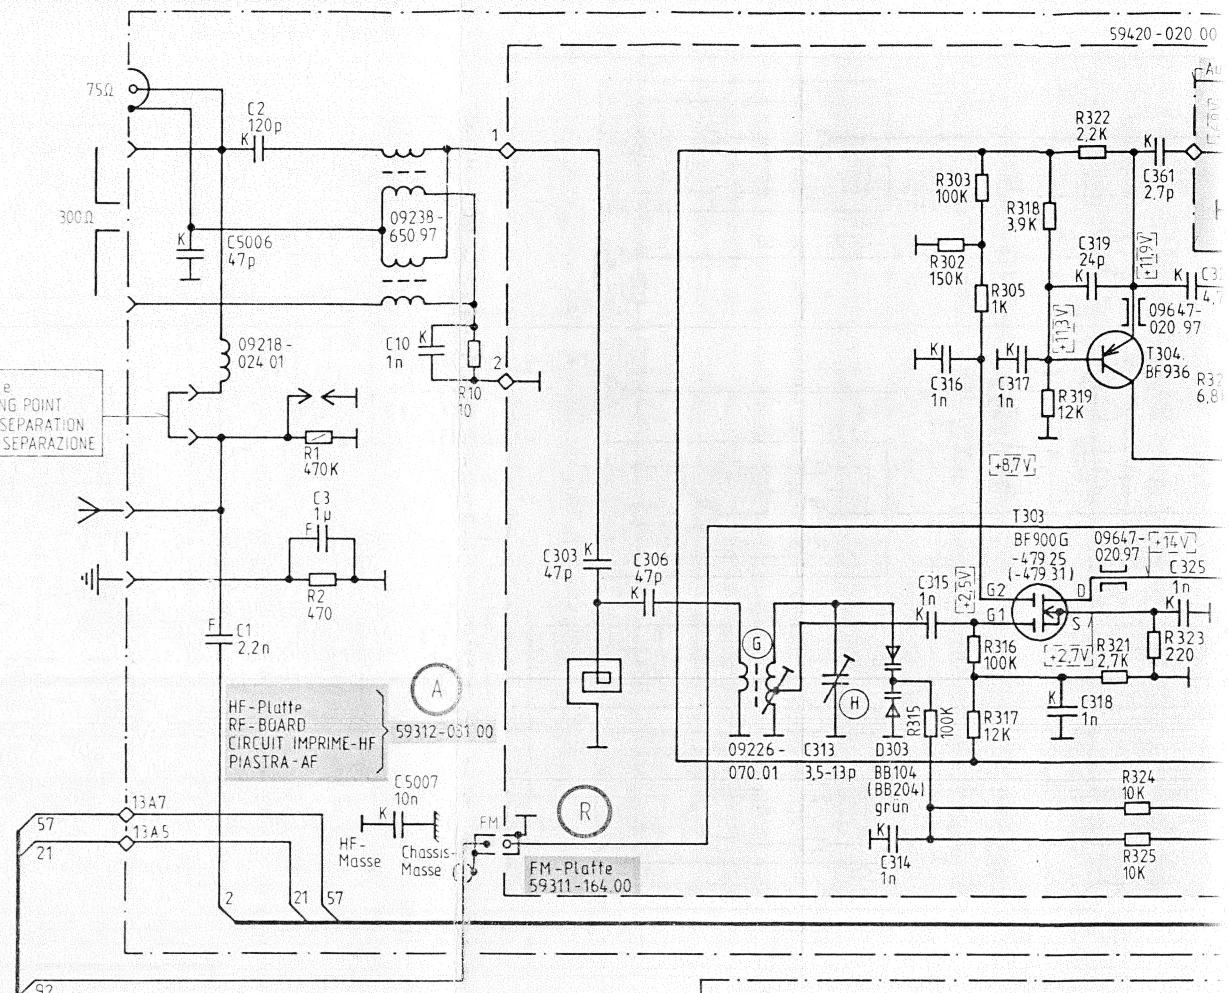 59420-020 00
75Ω
C2
120p
K
1
300Ω
K
C5006
47p
09238-
650.97
09218-
024 01
C10
1n
K
2
R10
10
NG POINT
SEPARATION
SEPARAZIONE
R1
470K
C3
1µ
F
R2
470
F
C1
2,2n
A
HF-Platte
RF-BOARD
CIRCUIT IMPRIME-HF
PIASTRA-AF
59312-061 00
C5007
10n
K
HF-
Masse
Chassis-
Masse
FM
R
FM-Platte
59311-164.00
13A7
57
13A5
21
2
21
57
92
C303
47p
K
C306
47p
K
G
09226-
070.01
H
C313
3,5-13p
D303
BB104
(BB204)
grün
R315
100K
K
C314
1n
R303
100K
R302
150K
R305
1K
K
C316
1n
K
C317
1n
R318
3,9K
R322
2,2K
K
C361
2,7p
C319
24p
K
+11,9V
+11,3V
K
09647-
020.97
T304.
BF936
R319
12K
+8,7V
T303
BF900G
-479 25
(-479.31)
09647-
020.97
+14V
C325
1n
K
C315
1n
K
+2,5V
G2
G1
D
S
R316
100K
+2,7V
R321
2,7K
R323
220
K
C318
1n
R317
12K
R324
10K
R325
10K